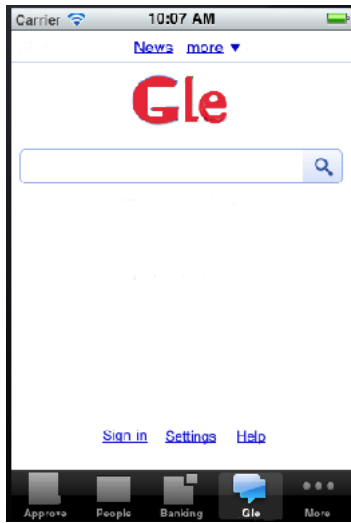 Carrier 10:07 AM
News more ▼
Gle
Sign in Settings Help
Approve People Banking Gle More